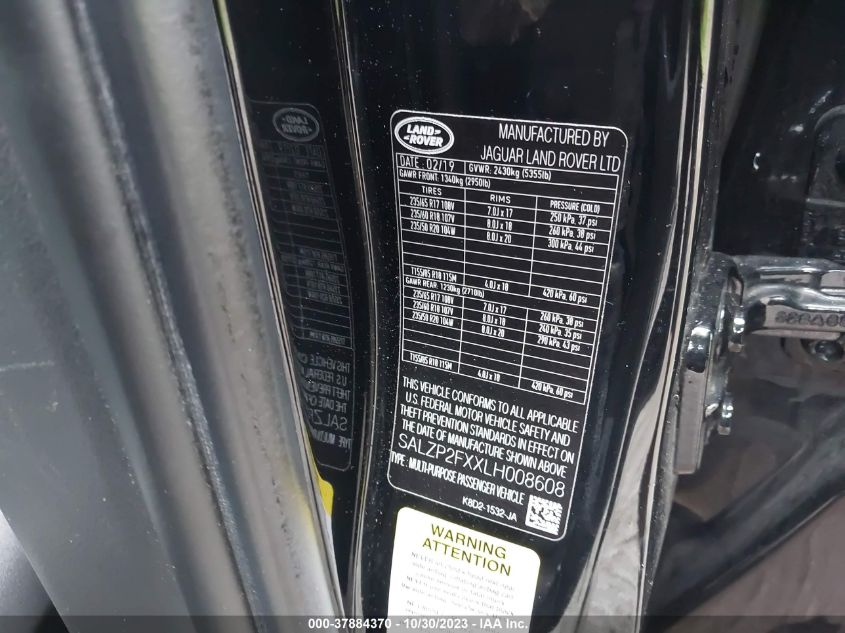 LAND
ROVER
MANUFACTURED BY
JAGUAR LAND ROVER LTD
DATE: 02/19 GVWR: 2430kg (5355lb)
GAWR FRONT: 1340kg (2950lb)
TIRES RIMS PRESSURE (COLD)
235/65 R17 108V 7.0J x 17 250 kPa, 37 psi
235/60 R18 107V 8.0J x 18 260 kPa, 38 psi
235/50 R20 104W 8.0J x 20 300 kPa, 44 psi
T155/85 R18 115M 4.0J x 18 420 kPa, 60 psi
GAWR REAR: 1230kg (2710lb)
235/65 R17 108V 7.0J x 17 260 kPa, 38 psi
235/60 R18 107V 8.0J x 18 240 kPa, 35 psi
235/50 R20 104W 8.0J x 20 290 kPa, 43 psi
T155/85 R18 115M 4.0J x 18 420 kPa, 60 psi
THIS VEHICLE CONFORMS TO ALL APPLICABLE
U.S. FEDERAL MOTOR VEHICLE SAFETY AND
THEFT PREVENTION STANDARDS IN EFFECT ON
THE DATE OF MANUFACTURE SHOWN ABOVE
SALZP2FXXLH008608
TYPE: MULTI-PURPOSE PASSENGER VEHICLE
K8D2-1532-JA
WARNING
ATTENTION
000-37884370 - 10/30/2023 - IAA Inc.